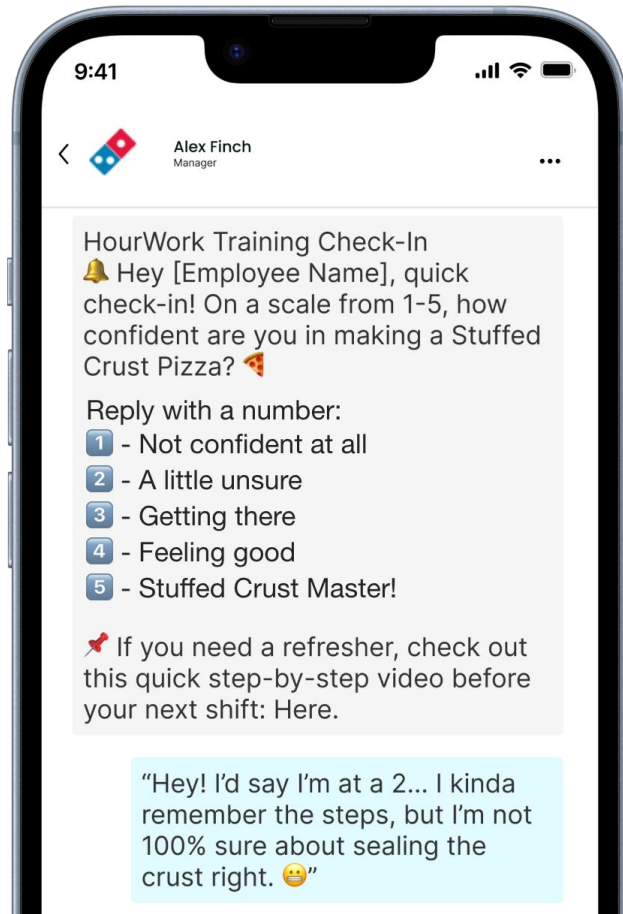 9:41
Alex Finch
Manager
HourWork Training Check-In
🔔 Hey [Employee Name], quick
check-in! On a scale from 1-5, how
confident are you in making a Stuffed
Crust Pizza? 🍕
Reply with a number:
1️⃣ - Not confident at all
2️⃣ - A little unsure
3️⃣ - Getting there
4️⃣ - Feeling good
5️⃣ - Stuffed Crust Master!
📌 If you need a refresher, check out
this quick step-by-step video before
your next shift: Here.
“Hey! I’d say I’m at a 2... I kinda
remember the steps, but I’m not
100% sure about sealing the
crust right. 😬”